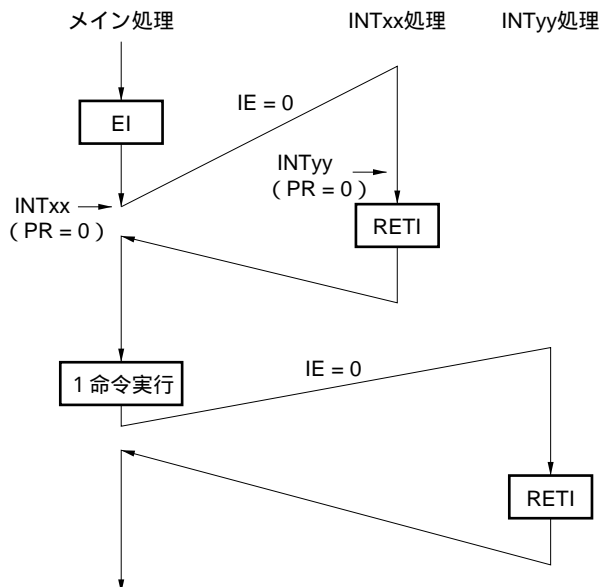 メイン処理
INTxx処理
INTyy処理
IE = 0
EI
INTyy
（PR = 0）
INTxx
（PR = 0）
RETI
IE = 0
1 命令実行
RETI